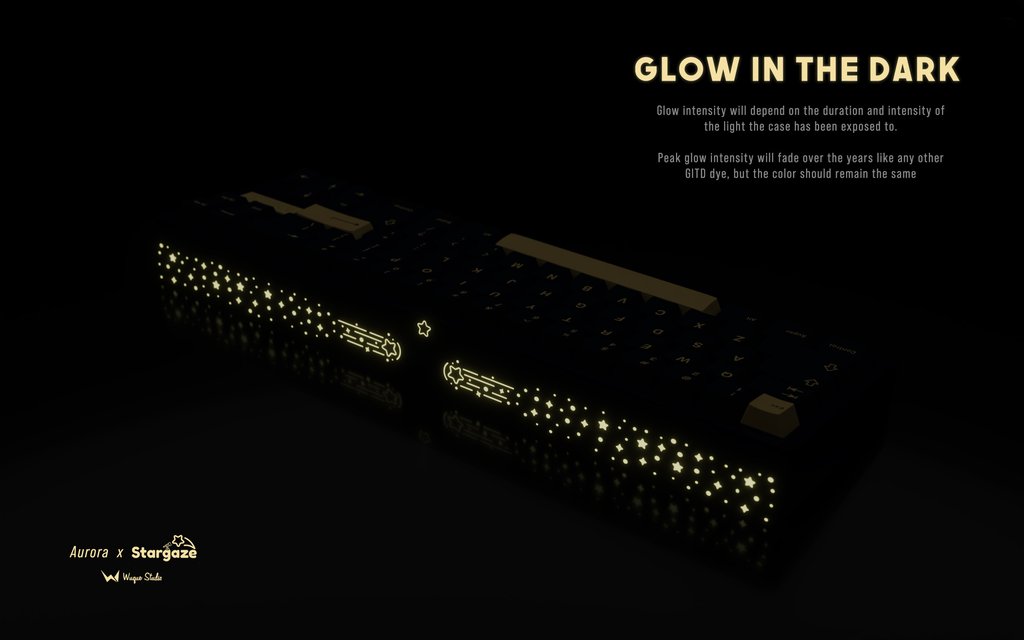 GLOW IN THE DARK
Glow intensity will depend on the duration and intensity of
the light the case has been exposed to.
Peak glow intensity will fade over the years like any other
GITD dye, but the color should remain the same
P O L
I K M
U J N
Y H B
T G V
R F C
E D X
W S Z
Q A
Aurora x Stargaze
Wuque Studio